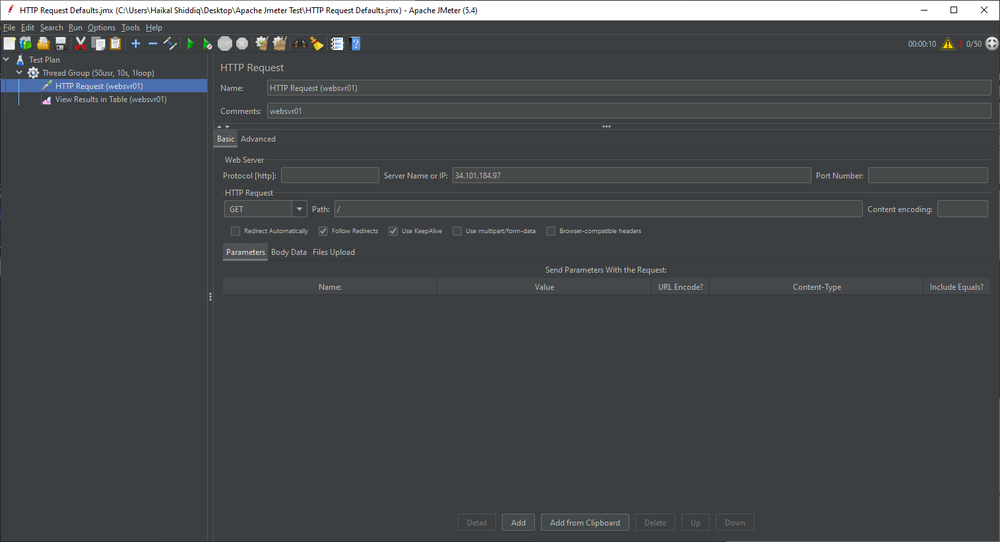 HTTP Request Defaults.jmx (C:\Users\Haikal Shiddiq\Desktop\Apache Jmeter Test\HTTP Request Defaults.jmx) - Apache JMeter (5.4)
File Edit Search Run Options Tools Help
STOP 00:00:10 3 0/50
Test Plan
Thread Group (50usr, 10s, 1loop)
HTTP Request (websvr01)
View Results in Table (websvr01)
HTTP Request
Name: HTTP Request (websvr01)
Comments: websvr01
Basic Advanced
Web Server
Protocol [http]: Server Name or IP: 34.101.184.97 Port Number:
HTTP Request
GET Path: / Content encoding:
Redirect Automatically Follow Redirects Use KeepAlive Use multipart/form-data Browser-compatible headers
Parameters Body Data Files Upload
Send Parameters With the Request:
Name: Value URL Encode? Content-Type Include Equals?
Detail Add Add from Clipboard Delete Up Down